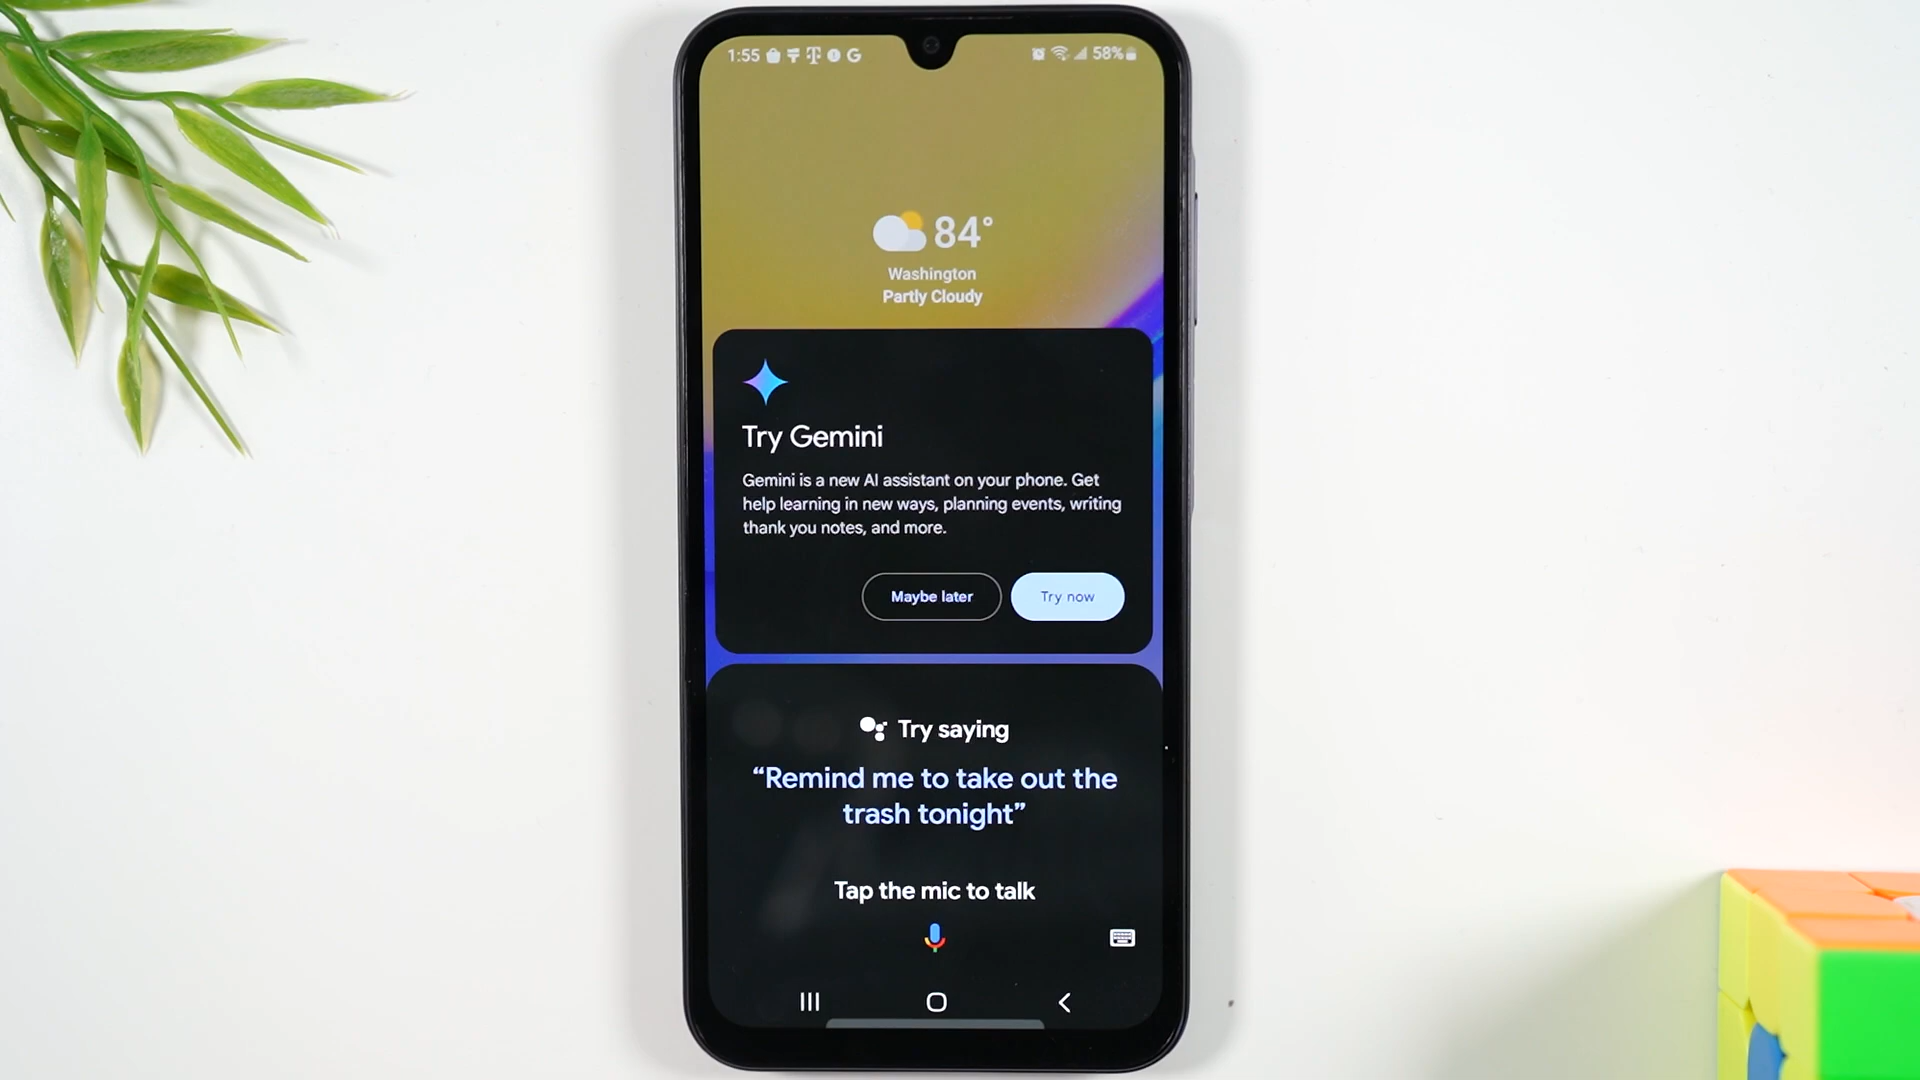 1:55
58%
84°
Washington
Partly Cloudy
Try Gemini
Gemini is a new AI assistant on your phone. Get
help learning in new ways, planning events, writing
thank you notes, and more.
Maybe later
Try now
Try saying
“Remind me to take out the
trash tonight”
Tap the mic to talk